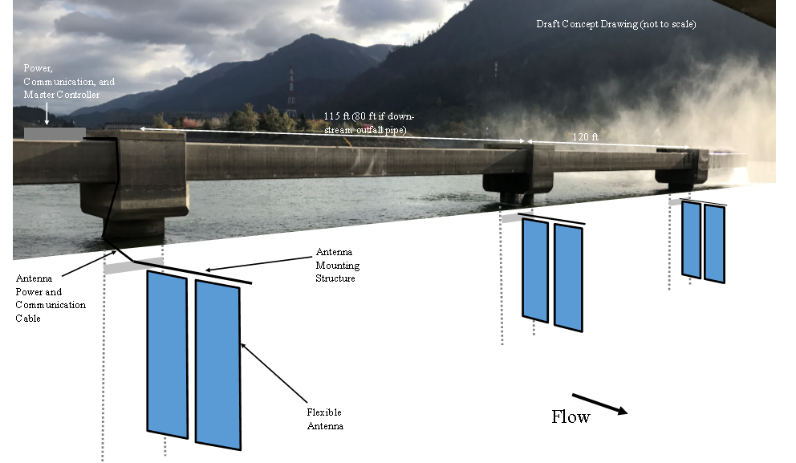 Draft Concept Drawing (not to scale)
Power,
Communication, and
Master Controller
115 ft (80 ft if down-
stream outfall pipe)
120 ft
Antenna
Mounting
Structure
Antenna
Power and
Communication
Cable
Flexible
Antenna
Flow